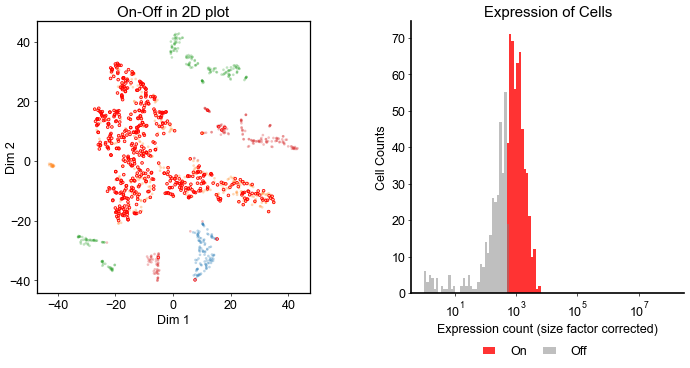 On-Off in 2D plot
Expression of Cells
Dim 2
40
20
0
−20
−40
−40 −20 0 20 40
Dim 1
Cell Counts
70
60
50
40
30
20
10
0
10^1 10^3 10^5 10^7
Expression count (size factor corrected)
On Off